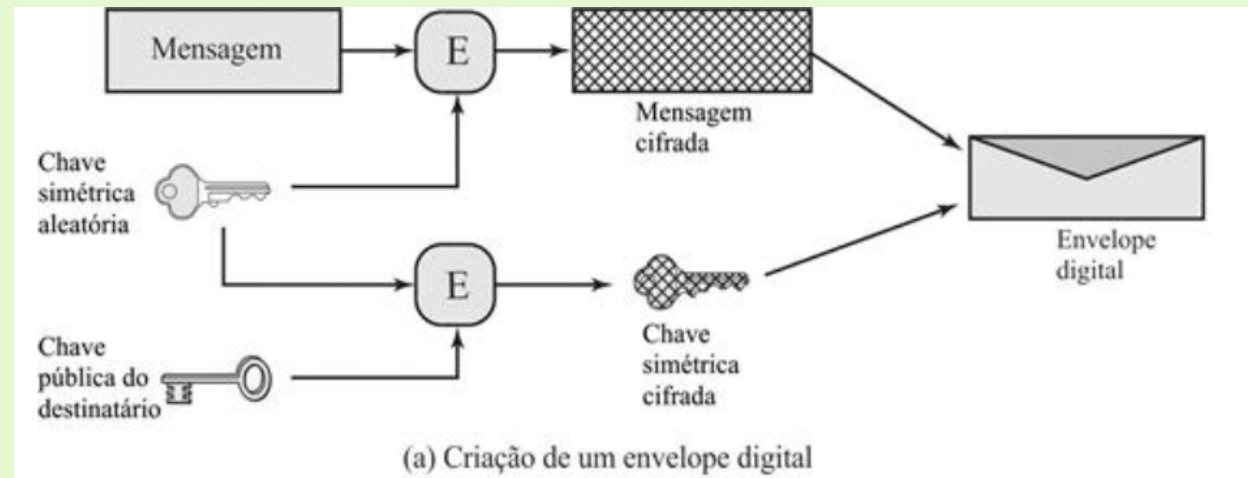 Mensagem
E
Mensagem
cifrada
Chave
simétrica
aleatória
Envelope
digital
E
Chave
simétrica
cifrada
Chave
pública do
destinatário
(a) Criação de um envelope digital